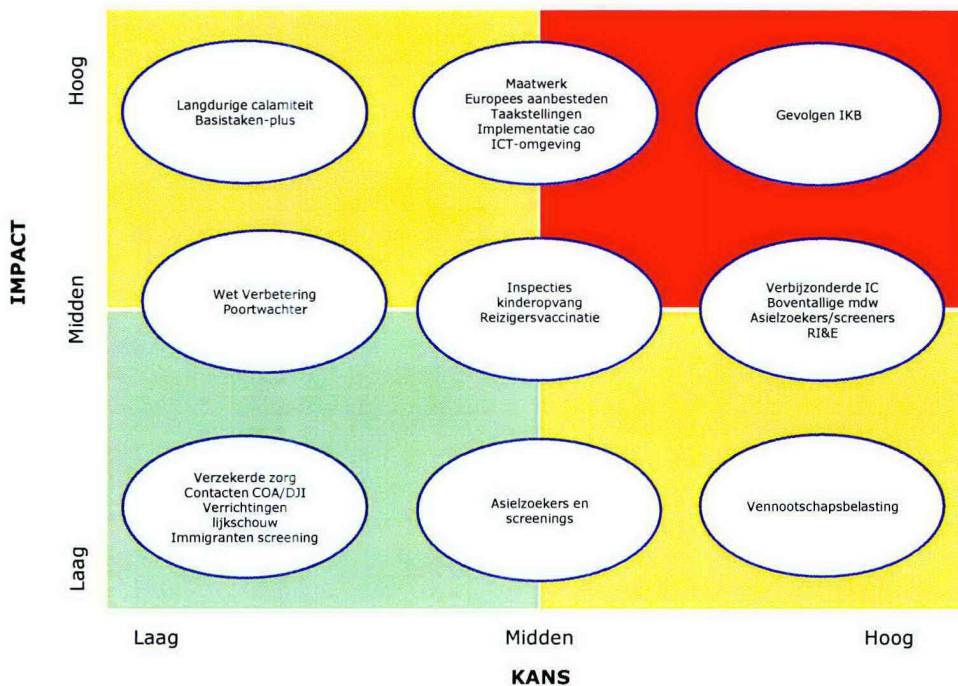 Hoog
Langdurige calamiteit
Basistaken-plus
Maatwerk
Europees aanbesteden
Taakstellingen
Implementatie cao
ICT-omgeving
Gevolgen IKB
IMPACT
Midden
Wet Verbetering
Poortwachter
Inspecties
kinderopvang
Reizigersvaccinatie
Verbijzonderde IC
Boventallige mdw
Asielzoekers/screeners
RI&E
Laag
Verzekerde zorg
Contacten COA/DJI
Verrichtingen
lijkschouw
Immigranten screening
Asielzoekers en
screenings
Vennootschapsbelasting
Laag
Midden
Hoog
KANS